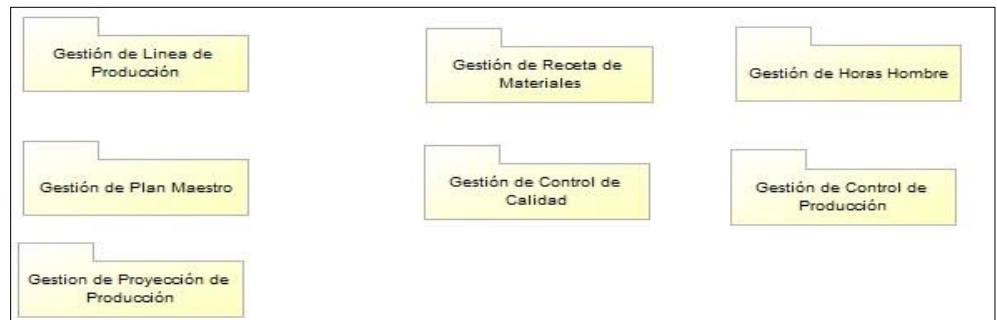 Gestión de Linea de
Producción
Gestión de Receta de
Materiales
Gestión de Horas Hombre
Gestión de Plan Maestro
Gestión de Control de
Calidad
Gestión de Control de
Producción
Gestion de Proyección de
Producción